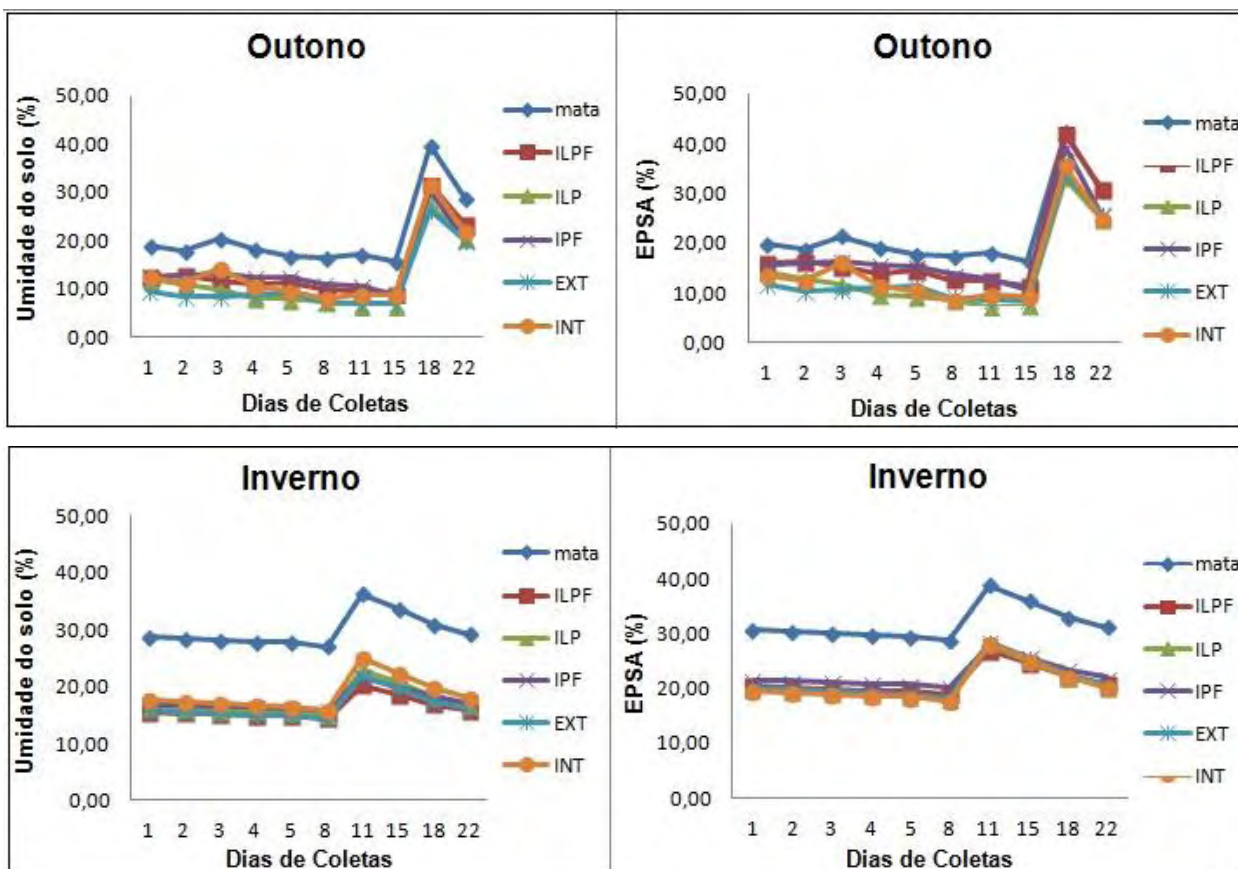 Outono
Umidade do solo (%)
50,00
40,00
30,00
20,00
10,00
0,00
1 2 3 4 5 8 11 15 18 22
Dias de Coletas
mata
ILPF
ILP
IPF
EXT
INT
Outono
EPSA (%)
50,00
40,00
30,00
20,00
10,00
0,00
1 2 3 4 5 8 11 15 18 22
Dias de Coletas
mata
ILPF
ILP
IPF
EXT
INT
Inverno
Umidade do solo (%)
50,00
40,00
30,00
20,00
10,00
0,00
1 2 3 4 5 8 11 15 18 22
Dias de Coletas
mata
ILPF
ILP
IPF
EXT
INT
Inverno
EPSA (%)
50,00
40,00
30,00
20,00
10,00
0,00
1 2 3 4 5 8 11 15 18 22
Dias de Coletas
mata
ILPF
ILP
IPF
EXT
INT